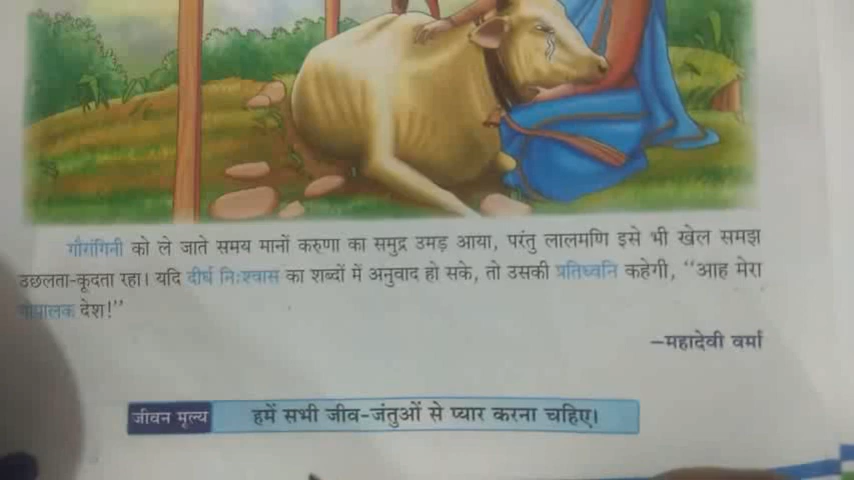 गौरांगिनी को ले जाते समय मानों करुणा का समुद्र उमड़ आया, परंतु लालमणि इसे भी खेल समझ
उछलता-कूदता रहा। यदि दीर्घ निःश्वास का शब्दों में अनुवाद हो सके, तो उसकी प्रतिध्वनि कहेगी, “आह मेरा
गोपालक देश!”
–महादेवी वर्मा
जीवन मूल्य हमें सभी जीव-जंतुओं से प्यार करना चहिए।